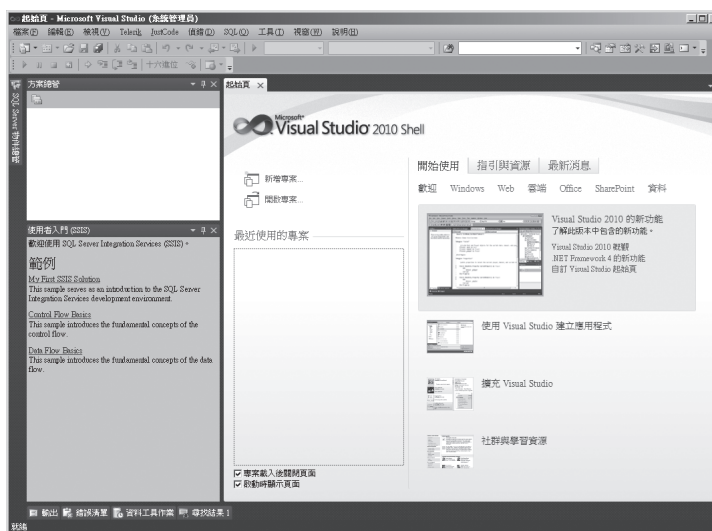 起始頁 - Microsoft Visual Studio (系統管理員)
檔案(F) 編輯(E) 檢視(V) Telerik JustCode 偵錯(D) SQL(Q) 工具(T) 視窗(W) 說明(H)
十六進位
SQL Server 物件總管
方案總管
起始頁
Microsoft
Visual Studio 2010 Shell
新增專案...
開啟專案...
最近使用的專案
專案載入後關閉頁面
啟動時顯示頁面
開始使用 指引與資源 最新消息
歡迎 Windows Web 雲端 Office SharePoint 資料
Visual Studio 2010 的新功能
了解此版本中包含的新功能。
Visual Studio 2010 概觀
.NET Framework 4 的新功能
自訂 Visual Studio 起始頁
使用 Visual Studio 建立應用程式
擴充 Visual Studio
社群與學習資源
使用者入門 (SSIS)
歡迎使用 SQL Server Integration Services (SSIS)。
範例
My First SSIS Solution
This sample serves as an introduction to the SQL Server
Integration Services development environment.
Control Flow Basics
This sample introduces the fundamental concepts of the
control flow.
Data Flow Basics
This sample introduces the fundamental concepts of the data
flow.
輸出 錯誤清單 資料工具作業 尋找結果 1
就緒